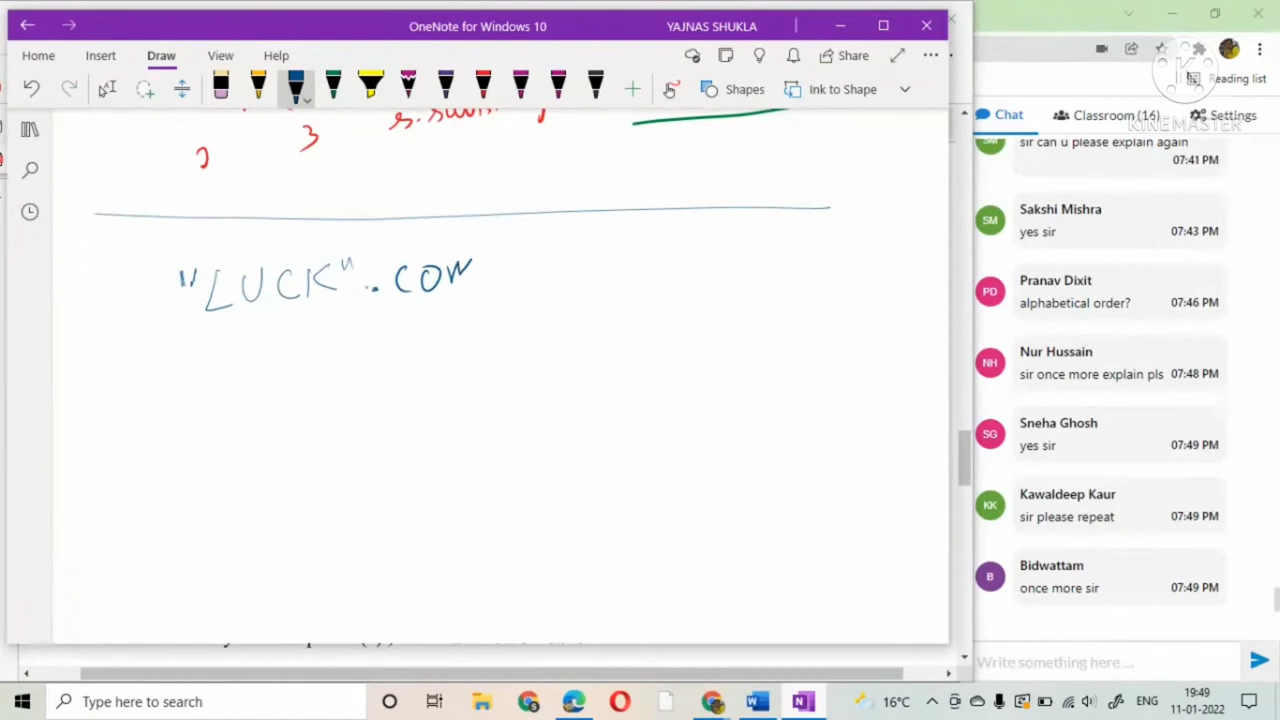 OneNote for Windows 10
YAJNAS SHUKLA
Home Insert Draw View Help
Share
Shapes
Ink to Shape
3
"LUCK".COM
Reading list
KINEMASTER
Chat
Classroom (16)
Settings
SM
sir can u please explain again
07:41 PM
SM
Sakshi Mishra
yes sir
07:43 PM
PD
Pranav Dixit
alphabetical order?
07:46 PM
NH
Nur Hussain
sir once more explain pls
07:48 PM
SG
Sneha Ghosh
yes sir
07:49 PM
KK
Kawaldeep Kaur
sir please repeat
07:49 PM
B
Bidwattam
once more sir
07:49 PM
Write something here ...
Type here to search
16°C
ENG
19:49
11-01-2022